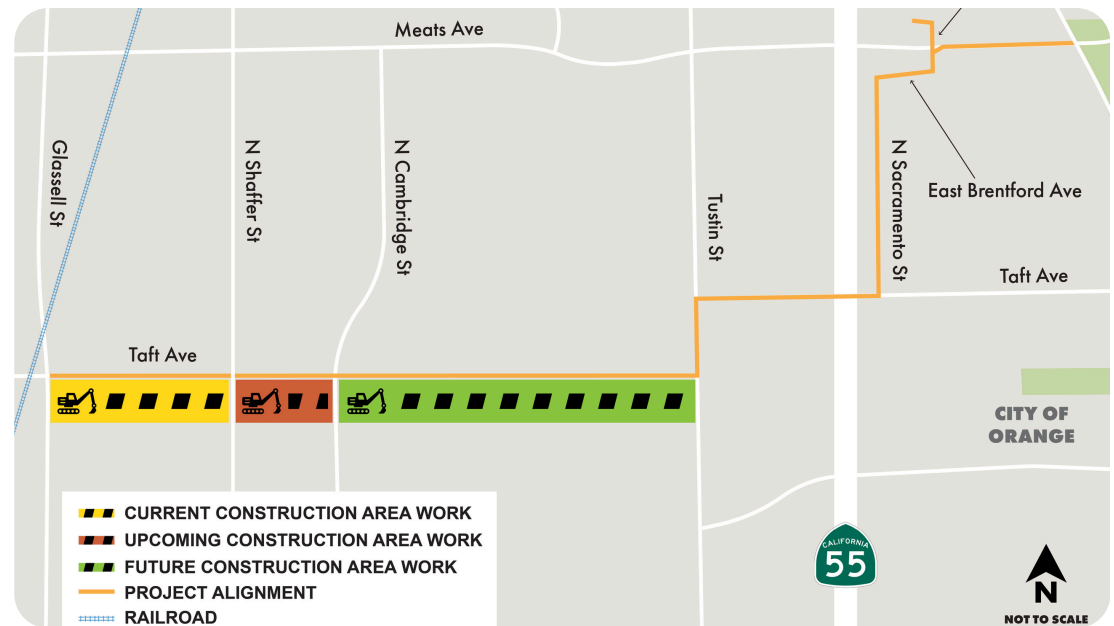 Meats Ave
Glassell St
N Shaffer St
N Cambridge St
Tustin St
N Sacramento St
East Brentford Ave
Taft Ave
Taft Ave
CITY OF
ORANGE
CURRENT CONSTRUCTION AREA WORK
UPCOMING CONSTRUCTION AREA WORK
FUTURE CONSTRUCTION AREA WORK
PROJECT ALIGNMENT
RAILROAD
CALIFORNIA
55
N
NOT TO SCALE